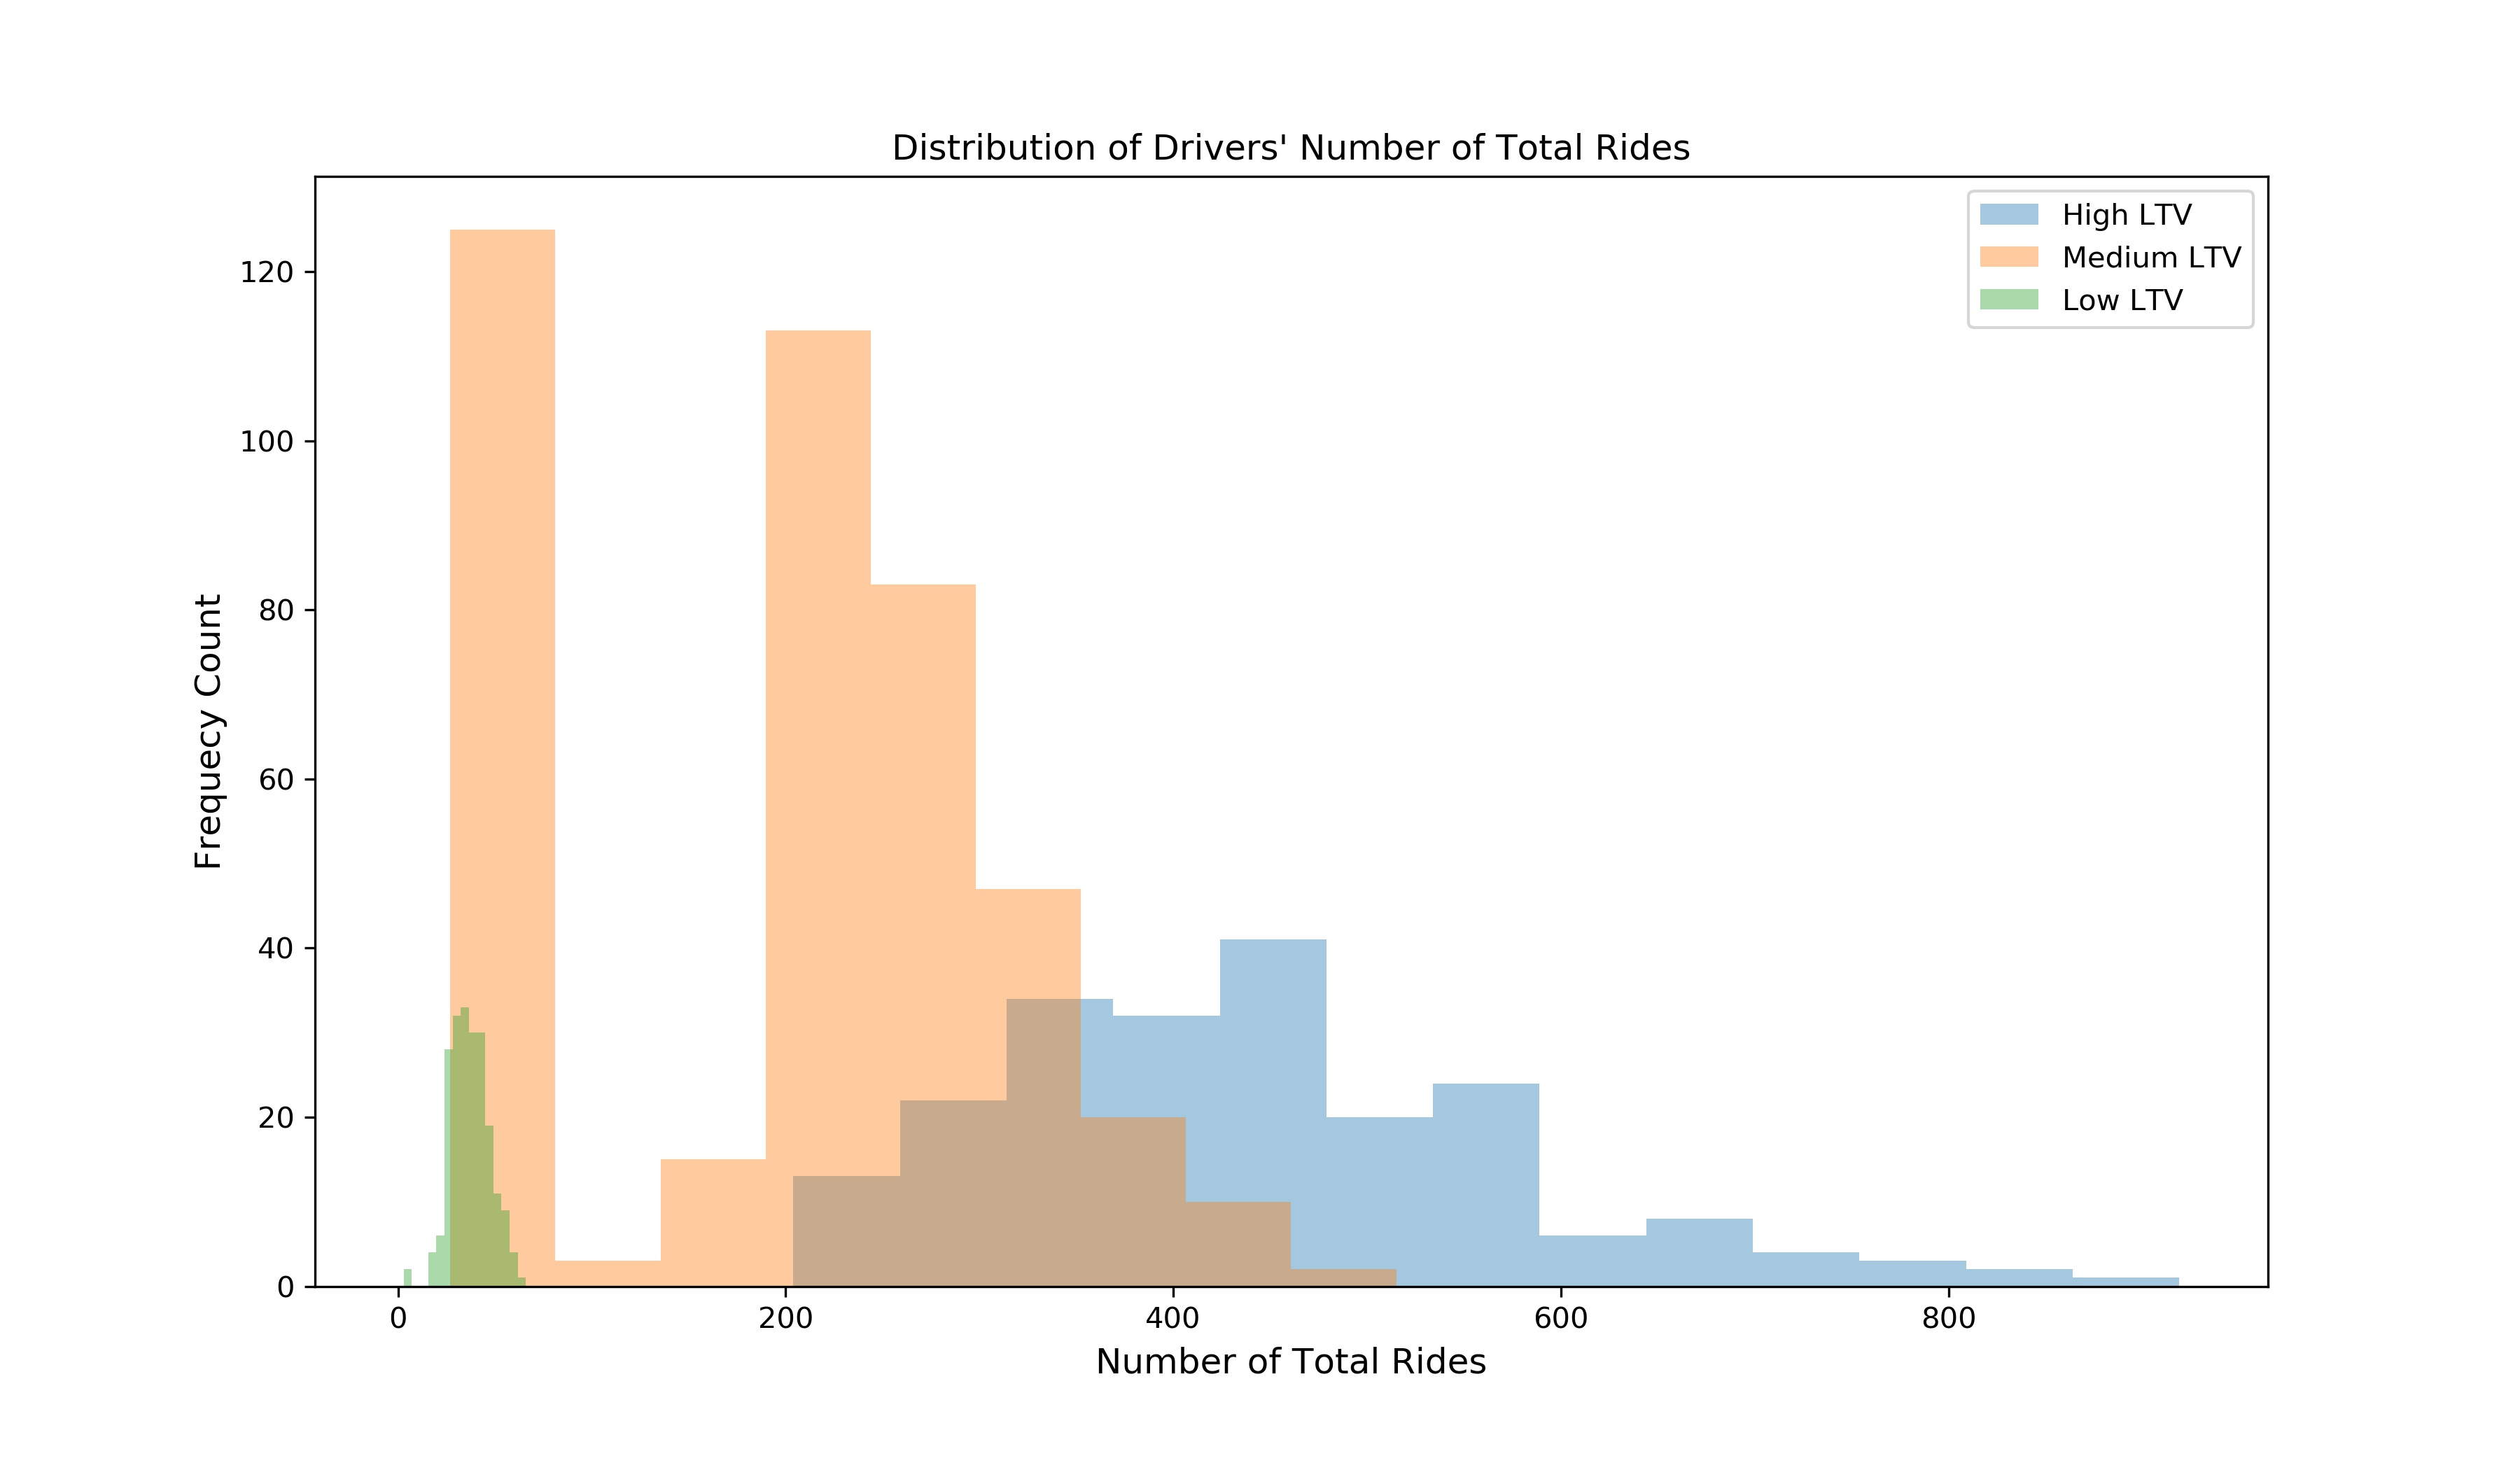 Distribution of Drivers' Number of Total Rides
High LTV
Medium LTV
Low LTV
120
100
80
60
40
20
0
Frequecy Count
0 200 400 600 800
Number of Total Rides